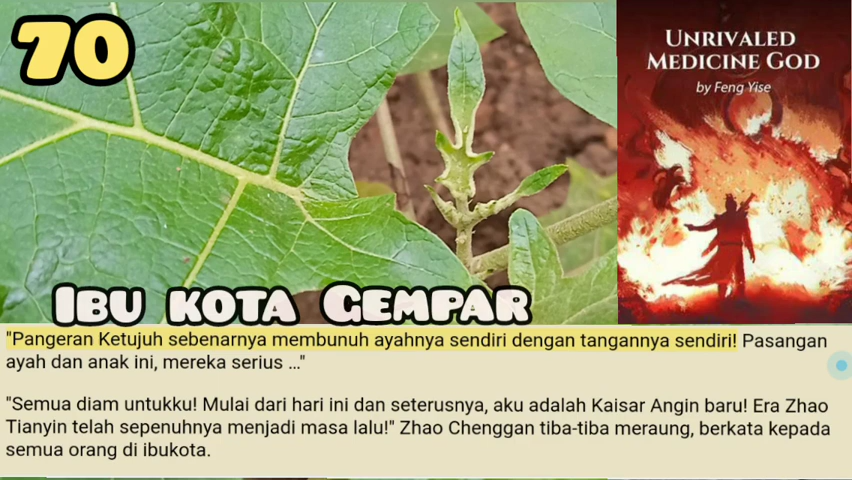 70
UNRIVALED
MEDICINE GOD
by Feng Yise
IBU KOTA GEMPAR
"Pangeran Ketujuh sebenarnya membunuh ayahnya sendiri dengan tangannya sendiri! Pasangan
ayah dan anak ini, mereka serius ..."
"Semua diam untukku! Mulai dari hari ini dan seterusnya, aku adalah Kaisar Angin baru! Era Zhao
Tianyin telah sepenuhnya menjadi masa lalu!" Zhao Chenggan tiba-tiba meraung, berkata kepada
semua orang di ibukota.